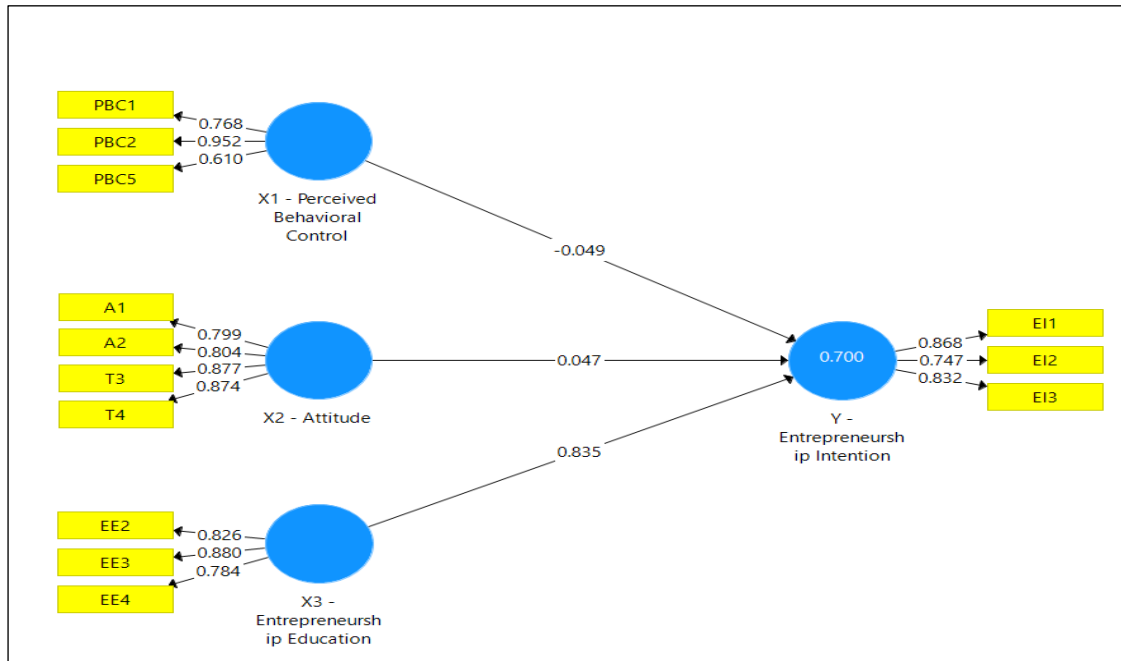 PBC1
0.768
PBC2
0.952
PBC5
0.610
X1 - Perceived
Behavioral
Control
-0.049
A1
0.799
A2
0.804
T3
0.877
T4
0.874
X2 - Attitude
0.047
0.700
Y -
Entrepreneursh
ip Intention
EI1
0.868
EI2
0.747
EI3
0.832
0.835
EE2
0.826
EE3
0.880
EE4
0.784
X3 -
Entrepreneursh
ip Education